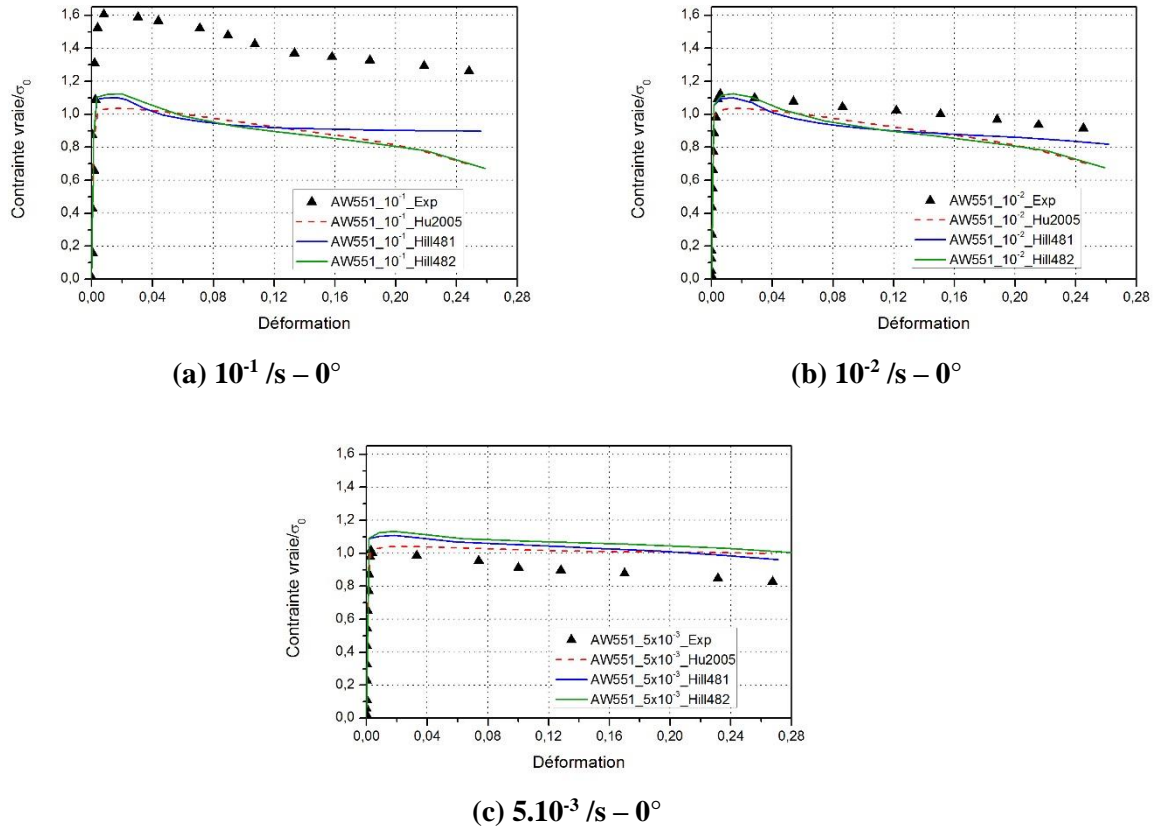 1,6
1,4
1,2
1,0
0,8
0,6
0,4
0,2
0,0
Contrainte vraie/σ₀
AW551_10⁻¹_Exp
AW551_10⁻¹_Hu2005
AW551_10⁻¹_Hill481
AW551_10⁻¹_Hill482
0,00 0,04 0,08 0,12 0,16 0,20 0,24 0,28
Déformation
(a) 10⁻¹ /s – 0°
1,6
1,4
1,2
1,0
0,8
0,6
0,4
0,2
0,0
Contrainte vraie/σ₀
AW551_10⁻²_Exp
AW551_10⁻²_Hu2005
AW551_10⁻²_Hill481
AW551_10⁻²_Hill482
0,00 0,04 0,08 0,12 0,16 0,20 0,24 0,28
Déformation
(b) 10⁻² /s – 0°
1,6
1,4
1,2
1,0
0,8
0,6
0,4
0,2
0,0
Contrainte vraie/σ₀
AW551_5x10⁻³_Exp
AW551_5x10⁻³_Hu2005
AW551_5x10⁻³_Hill481
AW551_5x10⁻³_Hill482
0,00 0,04 0,08 0,12 0,16 0,20 0,24 0,28
Déformation
(c) 5.10⁻³ /s – 0°